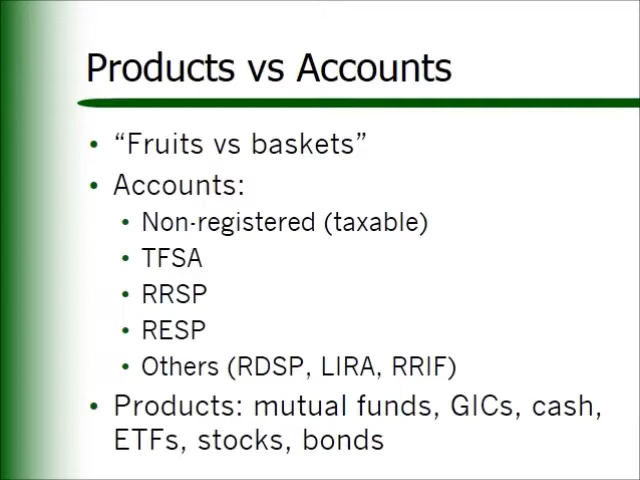 Products vs Accounts
• “Fruits vs baskets”
• Accounts:
• Non-registered (taxable)
• TFSA
• RRSP
• RESP
• Others (RDSP, LIRA, RRIF)
• Products: mutual funds, GICs, cash,
ETFs, stocks, bonds